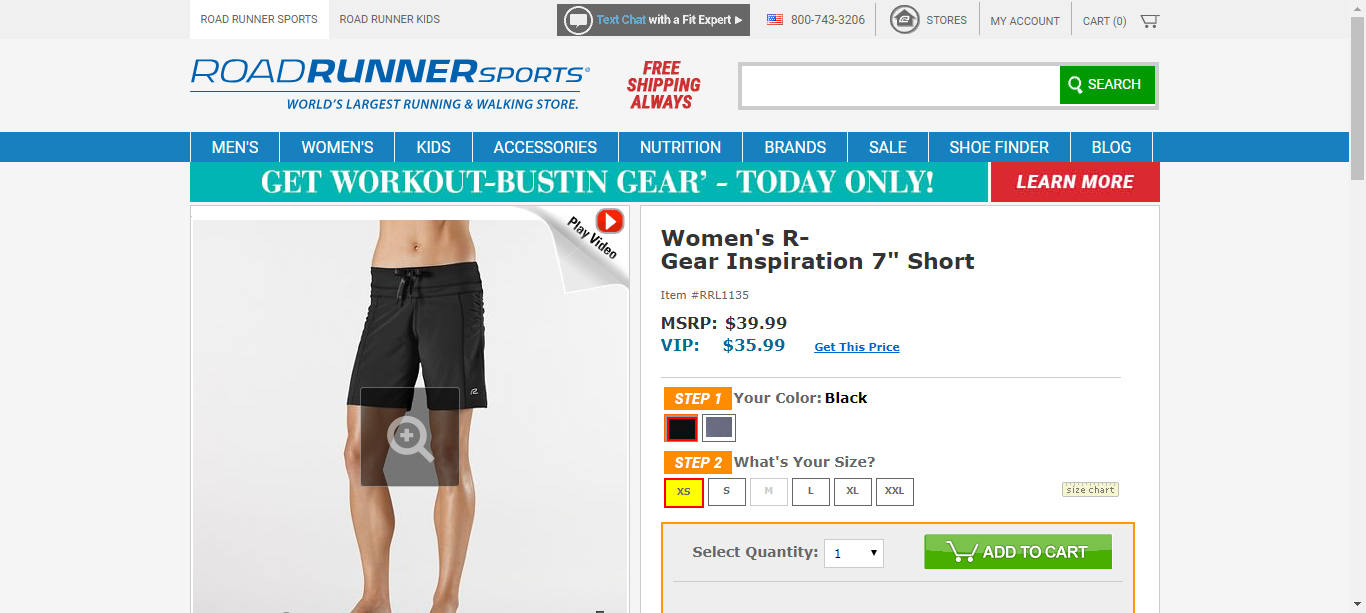 ROAD RUNNER SPORTS
ROAD RUNNER KIDS
Text Chat with a Fit Expert
800-743-3206
STORES
MY ACCOUNT
CART (0)
ROADRUNNERSPORTS®
WORLD'S LARGEST RUNNING & WALKING STORE.
FREE
SHIPPING
ALWAYS
SEARCH
MEN'S
WOMEN'S
KIDS
ACCESSORIES
NUTRITION
BRANDS
SALE
SHOE FINDER
BLOG
GET WORKOUT-BUSTIN GEAR’ - TODAY ONLY!
LEARN MORE
Play Video
Women's R-
Gear Inspiration 7" Short
Item #RRL1135
MSRP: $39.99
VIP: $35.99 Get This Price
STEP 1 Your Color: Black
STEP 2 What's Your Size?
XS S M L XL XXL
size chart
Select Quantity: 1
ADD TO CART